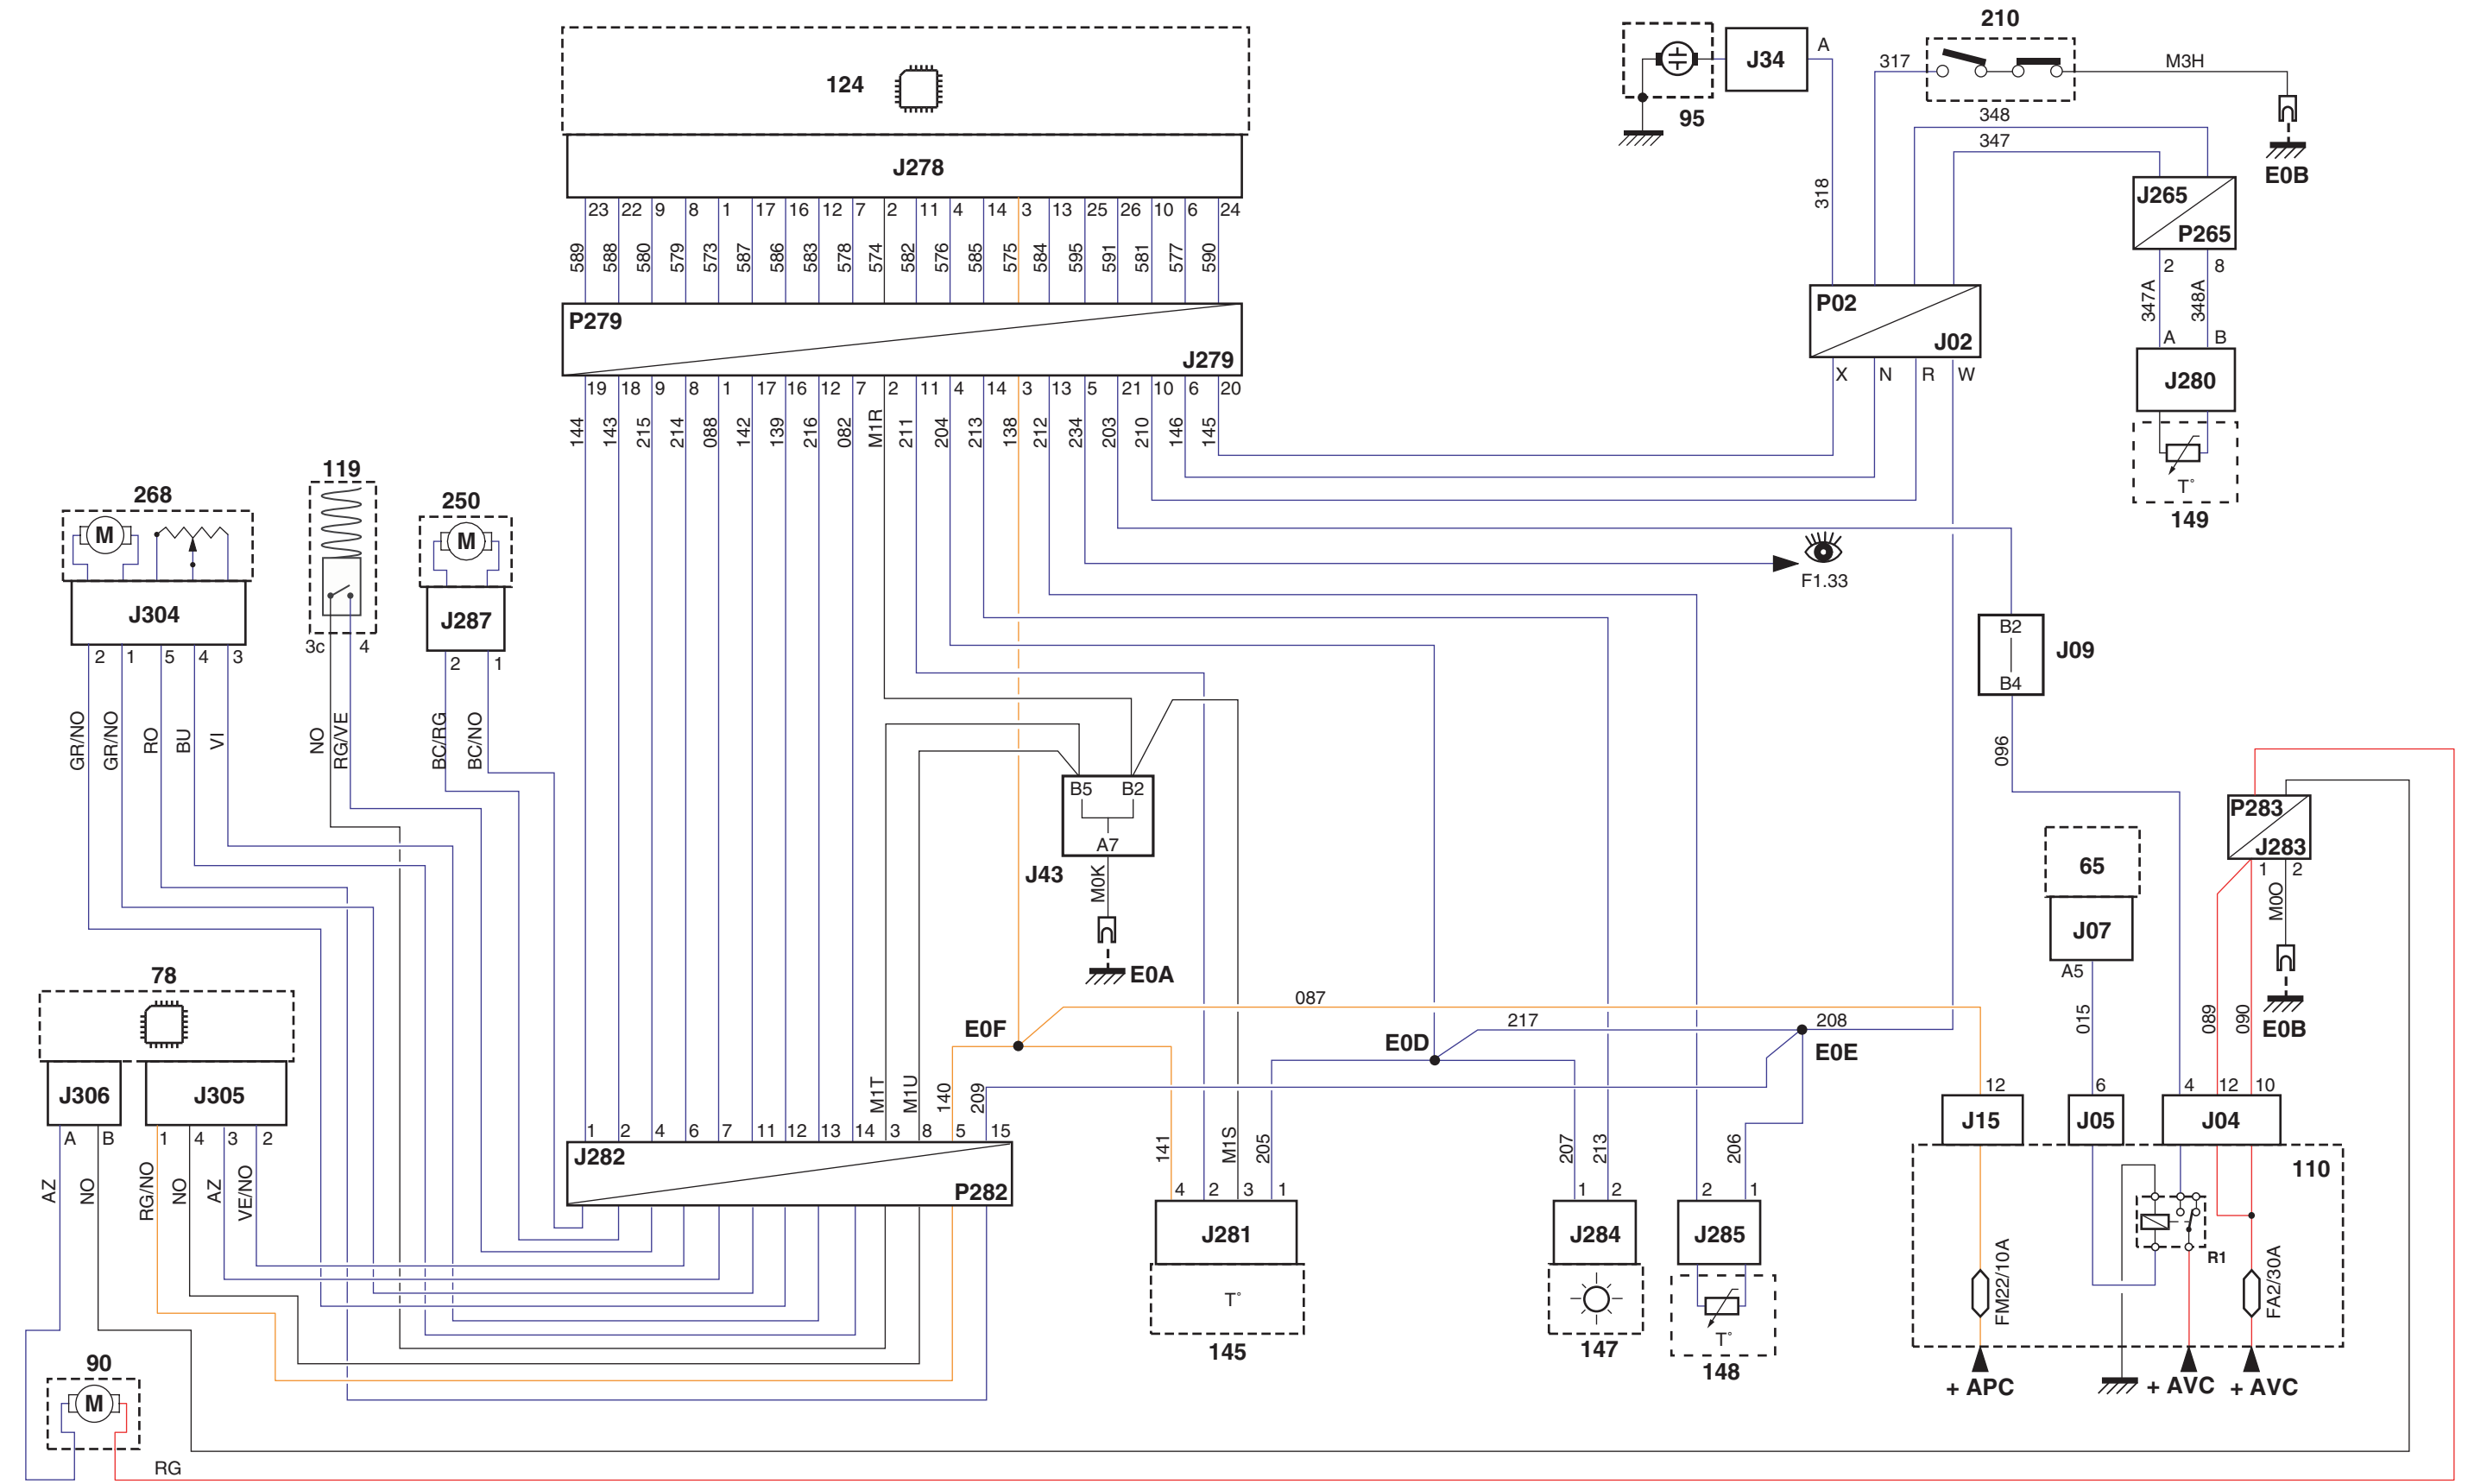 210
124
J34
A
95
317
M3H
E0B
348
347
318
J265
P265
2
8
347A
348A
A
B
J280
T°
149
J278
23 22 9 8 1 17 16 12 7 2 11 4 14 3 13 25 26 10 6 24
589 588 580 579 573 587 586 583 578 574 582 576 585 575 584 595 591 581 577 590
P279
J279
19 18 9 8 1 17 16 12 7 2 11 4 14 3 13 5 21 10 6 20
144 143 215 214 088 142 139 216 082 M1R 211 204 213 138 212 234 203 210 146 145
P02
J02
X N R W
F1.33
268
M
J304
2 1 5 4 3
GR/NO GR/NO RO BU VI
119
3c 4
NO RG/VE
250
M
J287
2 1
BC/RG BC/NO
B2
B4
J09
096
B5 B2
A7
J43
M0K
E0A
P283
J283
1 2
M0O
E0B
65
J07
A5
015
089
090
78
J306
J305
A B
1 4 3 2
AZ NO
RG/NO NO AZ VE/NO
90
M
RG
E0F
087
E0D
217
208
E0E
M1T M1U 140 209
1 2 4 6 7 11 12 13 14 3 8 5 15
J282
P282
141 M1S 205
4 2 3 1
J281
T°
145
207 213
1 2
J284
147
206
2 1
J285
T°
148
12
J15
6
J05
4 12 10
J04
110
R1
FM22/10A
FA2/30A
+ APC
+ AVC
+ AVC